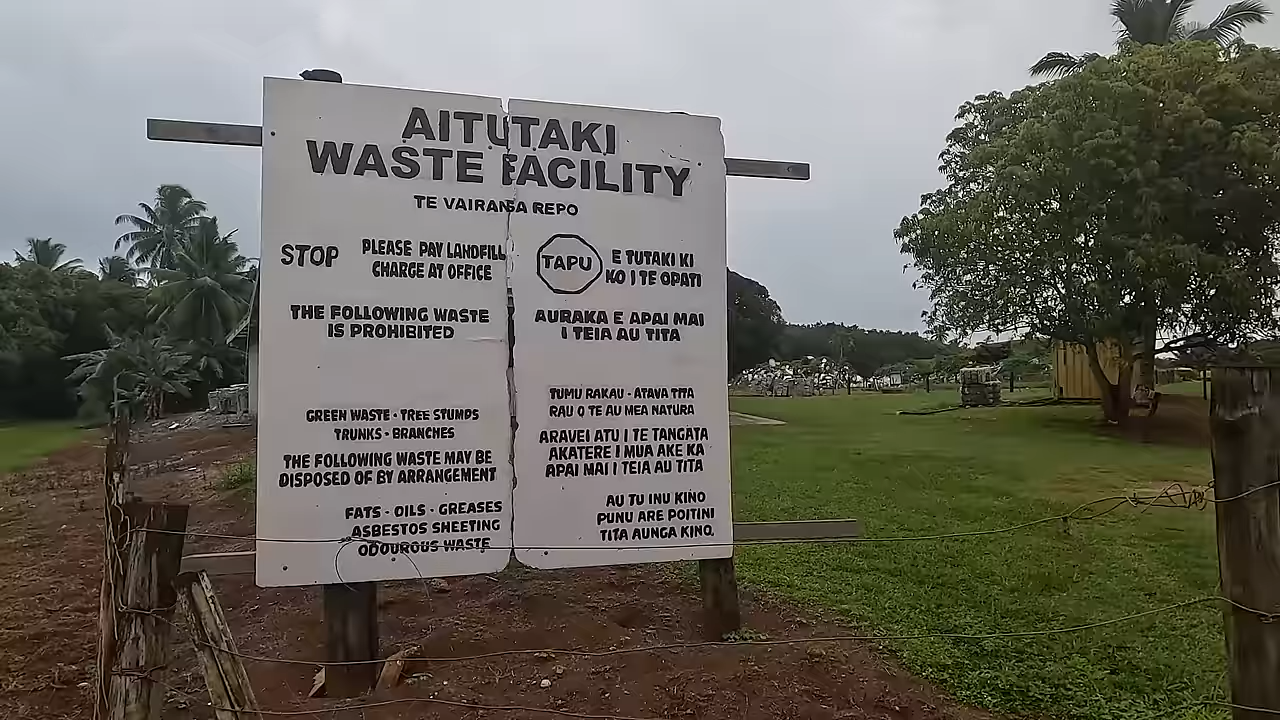 AITUTAKI
WASTE FACILITY
TE VAIRANGA REPO
STOP
PLEASE PAY LANDFILL
CHARGE AT OFFICE
THE FOLLOWING WASTE
IS PROHIBITED
GREEN WASTE - TREE STUMPS
TRUNKS - BRANCHES
THE FOLLOWING WASTE MAY BE
DISPOSED OF BY ARRANGEMENT
FATS - OILS - GREASES
ASBESTOS SHEETING
ODOUROUS WASTE
TAPU
E TUTAKI KI
KO I TE OPATI
AURAKA E APAI MAI
I TEIA AU TITA
TUMU RAKAU - ATAVA TITA
RAU O TE AU MEA NATURA
ARAVEI ATU I TE TANGATA
AKATERE I MUA AKE KA
APAI MAI I TEIA AU TITA
AU TU INU KINO
PUNU ARE POITINI
TITA AUNGA KINO.